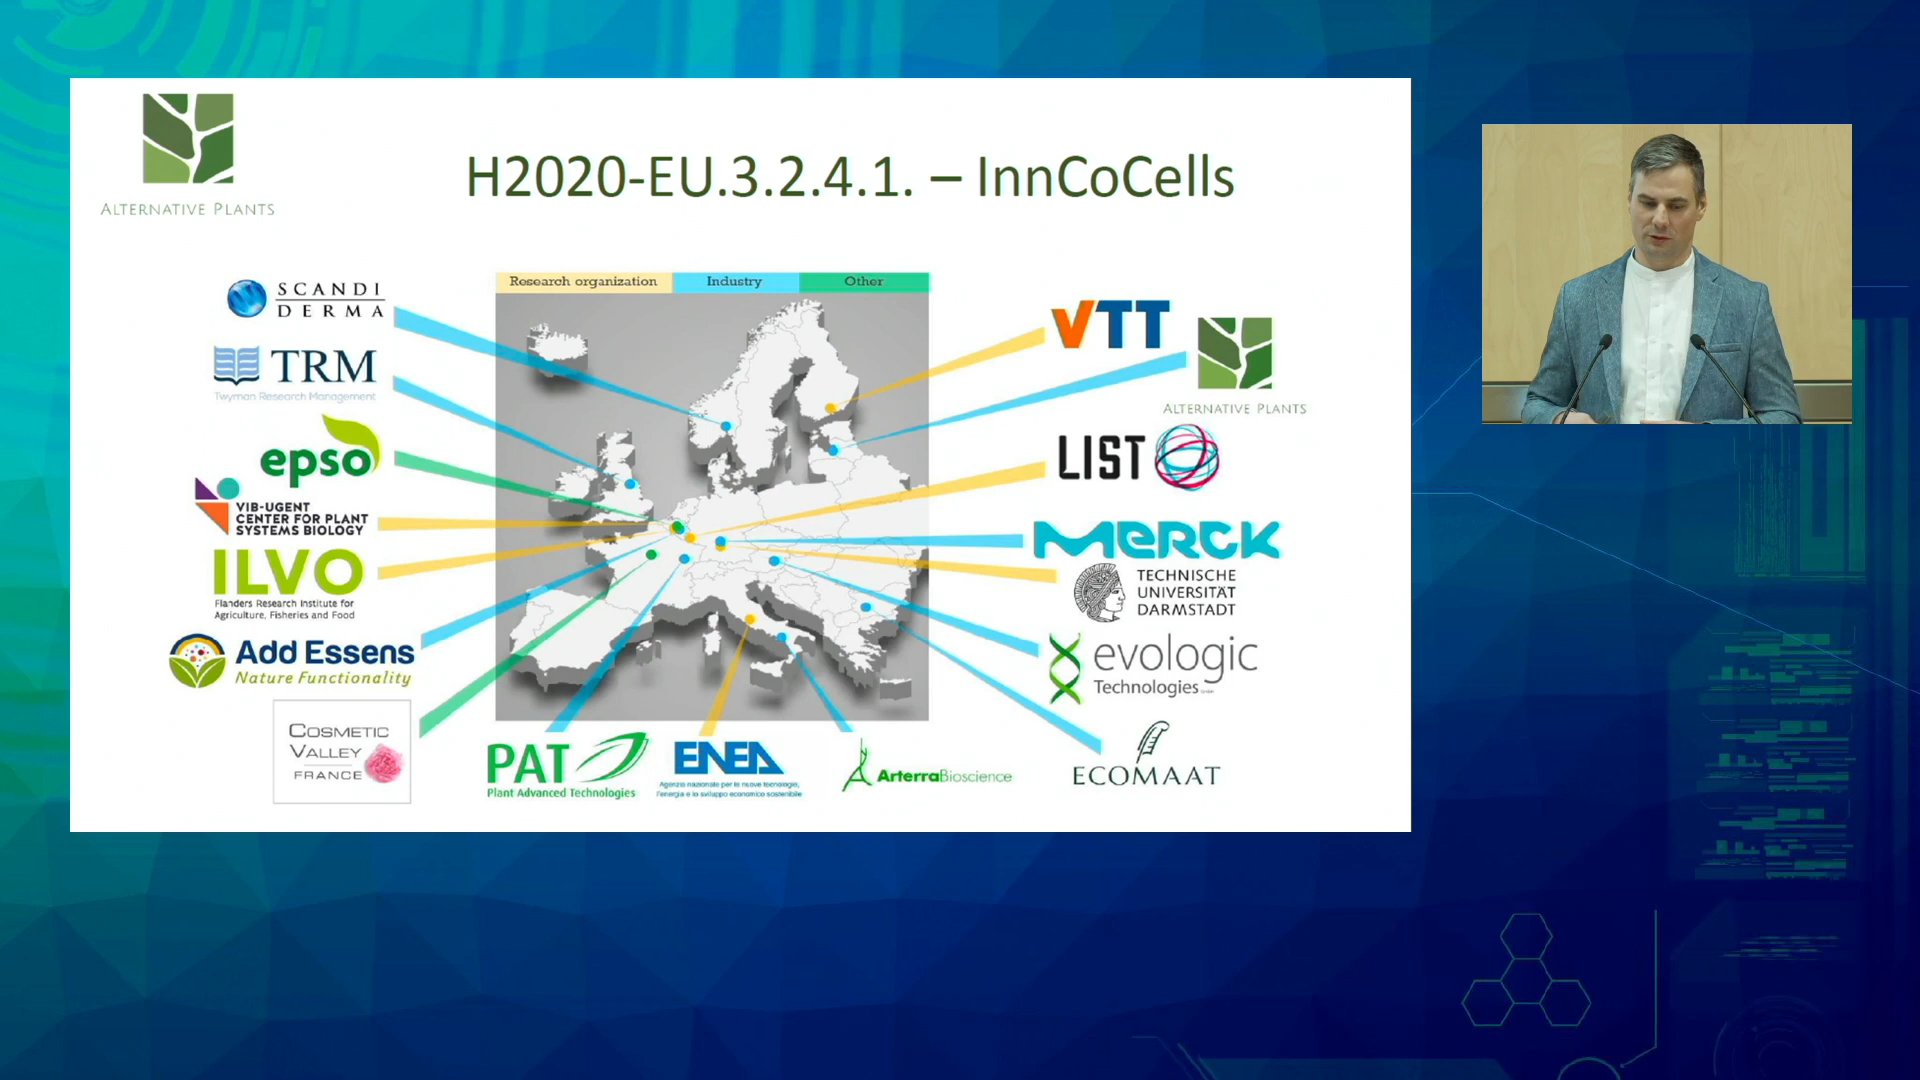 ALTERNATIVE PLANTS
H2020-EU.3.2.4.1. – InnCoCells
Research organization
Industry
Other
SCANDI
DERMA
TRM
Twyman Research Management
epso
VIB-UGENT
CENTER FOR PLANT
SYSTEMS BIOLOGY
ILVO
Flanders Research Institute for
Agriculture, Fisheries and Food
Add Essens
Nature Functionality
COSMETIC
VALLEY
FRANCE
PAT
Plant Advanced Technologies
ENEA
Agenzia nazionale per le nuove tecnologie,
l'energia e lo sviluppo economico sostenibile
ArterraBioscience
VTT
ALTERNATIVE PLANTS
LIST
MERCK
TECHNISCHE
UNIVERSITÄT
DARMSTADT
evologic
Technologies
ECOMAAT